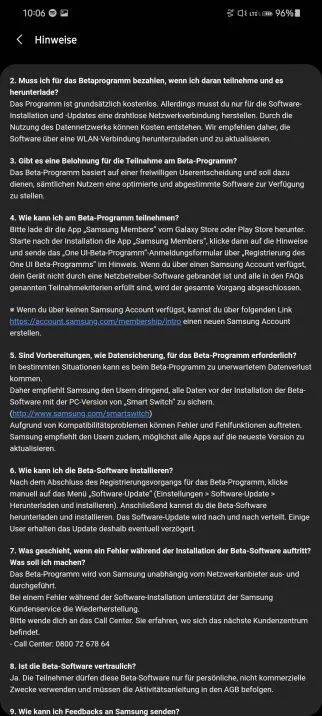 10:06
96%
Hinweise
2. Muss ich für das Betaprogramm bezahlen, wenn ich daran teilnehme und es
herunterlade?
Das Programm ist grundsätzlich kostenlos. Allerdings musst du nur für die Software-
Installation und -Updates eine drahtlose Netzwerkverbindung herstellen. Durch die
Nutzung des Datennetzwerks können Kosten entstehen. Wir empfehlen daher, die
Software über eine WLAN-Verbindung herunterzuladen und zu aktualisieren.
3. Gibt es eine Belohnung für die Teilnahme am Beta-Programm?
Das Beta-Programm basiert auf einer freiwilligen Userentscheidung und soll dazu
dienen, sämtlichen Nutzern eine optimierte und abgestimmte Software zur Verfügung
zu stellen.
4. Wie kann ich am Beta-Programm teilnehmen?
Bitte lade dir die App „Samsung Members" vom Galaxy Store oder Play Store herunter.
Starte nach der Installation die App „Samsung Members", klicke dann auf die Hinweise
und sende das „One UI-Beta-Programm"-Anmeldungsformular über „Registrierung des
One UI Beta-Programms" im Hinweis. Wenn du über einen Samsung Account verfügst,
dein Gerät nicht durch eine Netzbetreiber-Software gebrandet ist und alle in den FAQs
genannten Teilnahmekriterien erfüllt sind, wird der gesamte Vorgang abgeschlossen.
※ Wenn du über keinen Samsung Account verfügst, kannst du über folgenden Link
https://account.samsung.com/membership/intro einen neuen Samsung Account
erstellen.
5. Sind Vorbereitungen, wie Datensicherung, für das Beta-Programm erforderlich?
In bestimmten Situationen kann es beim Beta-Programm zu unerwartetem Datenverlust
kommen.
Daher empfiehlt Samsung den Usern dringend, alle Daten vor der Installation der Beta-
Software mit der PC-Version von „Smart Switch" zu sichern.
(http://www.samsung.com/smartswitch)
Aufgrund von Kompatibilitätsproblemen können Fehler und Fehlfunktionen auftreten.
Samsung empfiehlt den Usern zudem, möglichst alle Apps auf die neueste Version zu
aktualisieren.
6. Wie kann ich die Beta-Software installieren?
Nach dem Abschluss des Registrierungsvorgangs für das Beta-Programm, klicke
manuell auf das Menü „Software-Update" (Einstellungen > Software-Update >
Herunterladen und installieren). Anschließend kannst du die Beta-Software
herunterladen und installieren. Das Software-Update wird nach und nach verteilt. Einige
User erhalten das Update deshalb eventuell verzögert.
7. Was geschieht, wenn ein Fehler während der Installation der Beta-Software auftritt?
Was soll ich machen?
Das Beta-Programm wird von Samsung unabhängig vom Netzwerkanbieter aus- und
durchgeführt.
Bei einem Fehler während der Software-Installation unterstützt der Samsung
Kundenservice die Wiederherstellung.
Bitte wende dich an das Call Center. Sie erfahren, wo sich das nächste Kundenzentrum
befindet.
- Call Center: 0800 72 678 64
8. Ist die Beta-Software vertraulich?
Ja. Die Teilnehmer dürfen diese Beta-Software nur für persönliche, nicht kommerzielle
Zwecke verwenden und müssen die Aktivitätsanleitung in den AGB befolgen.
9. Wie kann ich Feedbacks an Samsung senden?